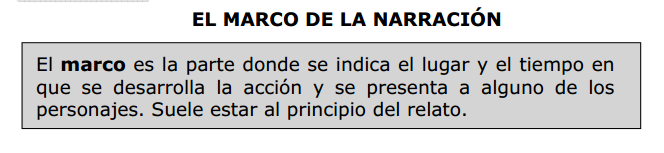 EL MARCO DE LA NARRACIÓN
El marco es la parte donde se indica el lugar y el tiempo en
que se desarrolla la acción y se presenta a alguno de los
personajes. Suele estar al principio del relato.